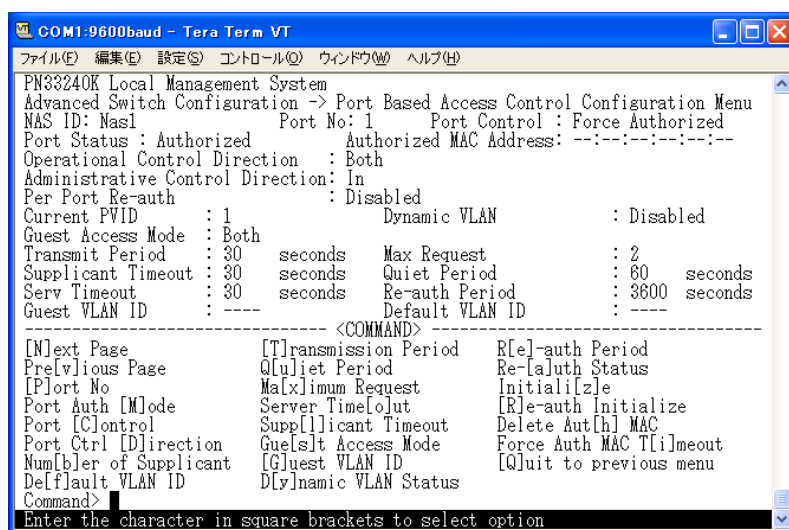 COM1:9600baud - Tera Term VT
ファイル(F) 編集(E) 設定(S) コントロール(O) ウィンドウ(W) ヘルプ(H)
PN33240K Local Management System
Advanced Switch Configuration -> Port Based Access Control Configuration Menu
NAS ID: Nas1 Port No: 1 Port Control : Force Authorized
Port Status : Authorized Authorized MAC Address: --:--:--:--:--:--
Operational Control Direction : Both
Administrative Control Direction: In
Per Port Re-auth : Disabled
Current PVID : 1 Dynamic VLAN : Disabled
Guest Access Mode : Both
Transmit Period : 30 seconds Max Request : 2
Supplicant Timeout : 30 seconds Quiet Period : 60 seconds
Serv Timeout : 30 seconds Re-auth Period : 3600 seconds
Guest VLAN ID : ---- Default VLAN ID : ----
-------------------------------- <COMMAND> -----------------------------------
[N]ext Page [T]ransmission Period R[e]-auth Period
Pre[v]ious Page Q[u]iet Period Re-[a]uth Status
[P]ort No Ma[x]imum Request Initiali[z]e
Port Auth [M]ode Server Time[o]ut [R]e-auth Initialize
Port [C]ontrol Supp[l]icant Timeout Delete Aut[h] MAC
Port Ctrl [D]irection Gue[s]t Access Mode Force Auth MAC T[i]meout
Num[b]er of Supplicant [G]uest VLAN ID [Q]uit to previous menu
De[f]ault VLAN ID D[y]namic VLAN Status
Command>
Enter the character in square brackets to select option